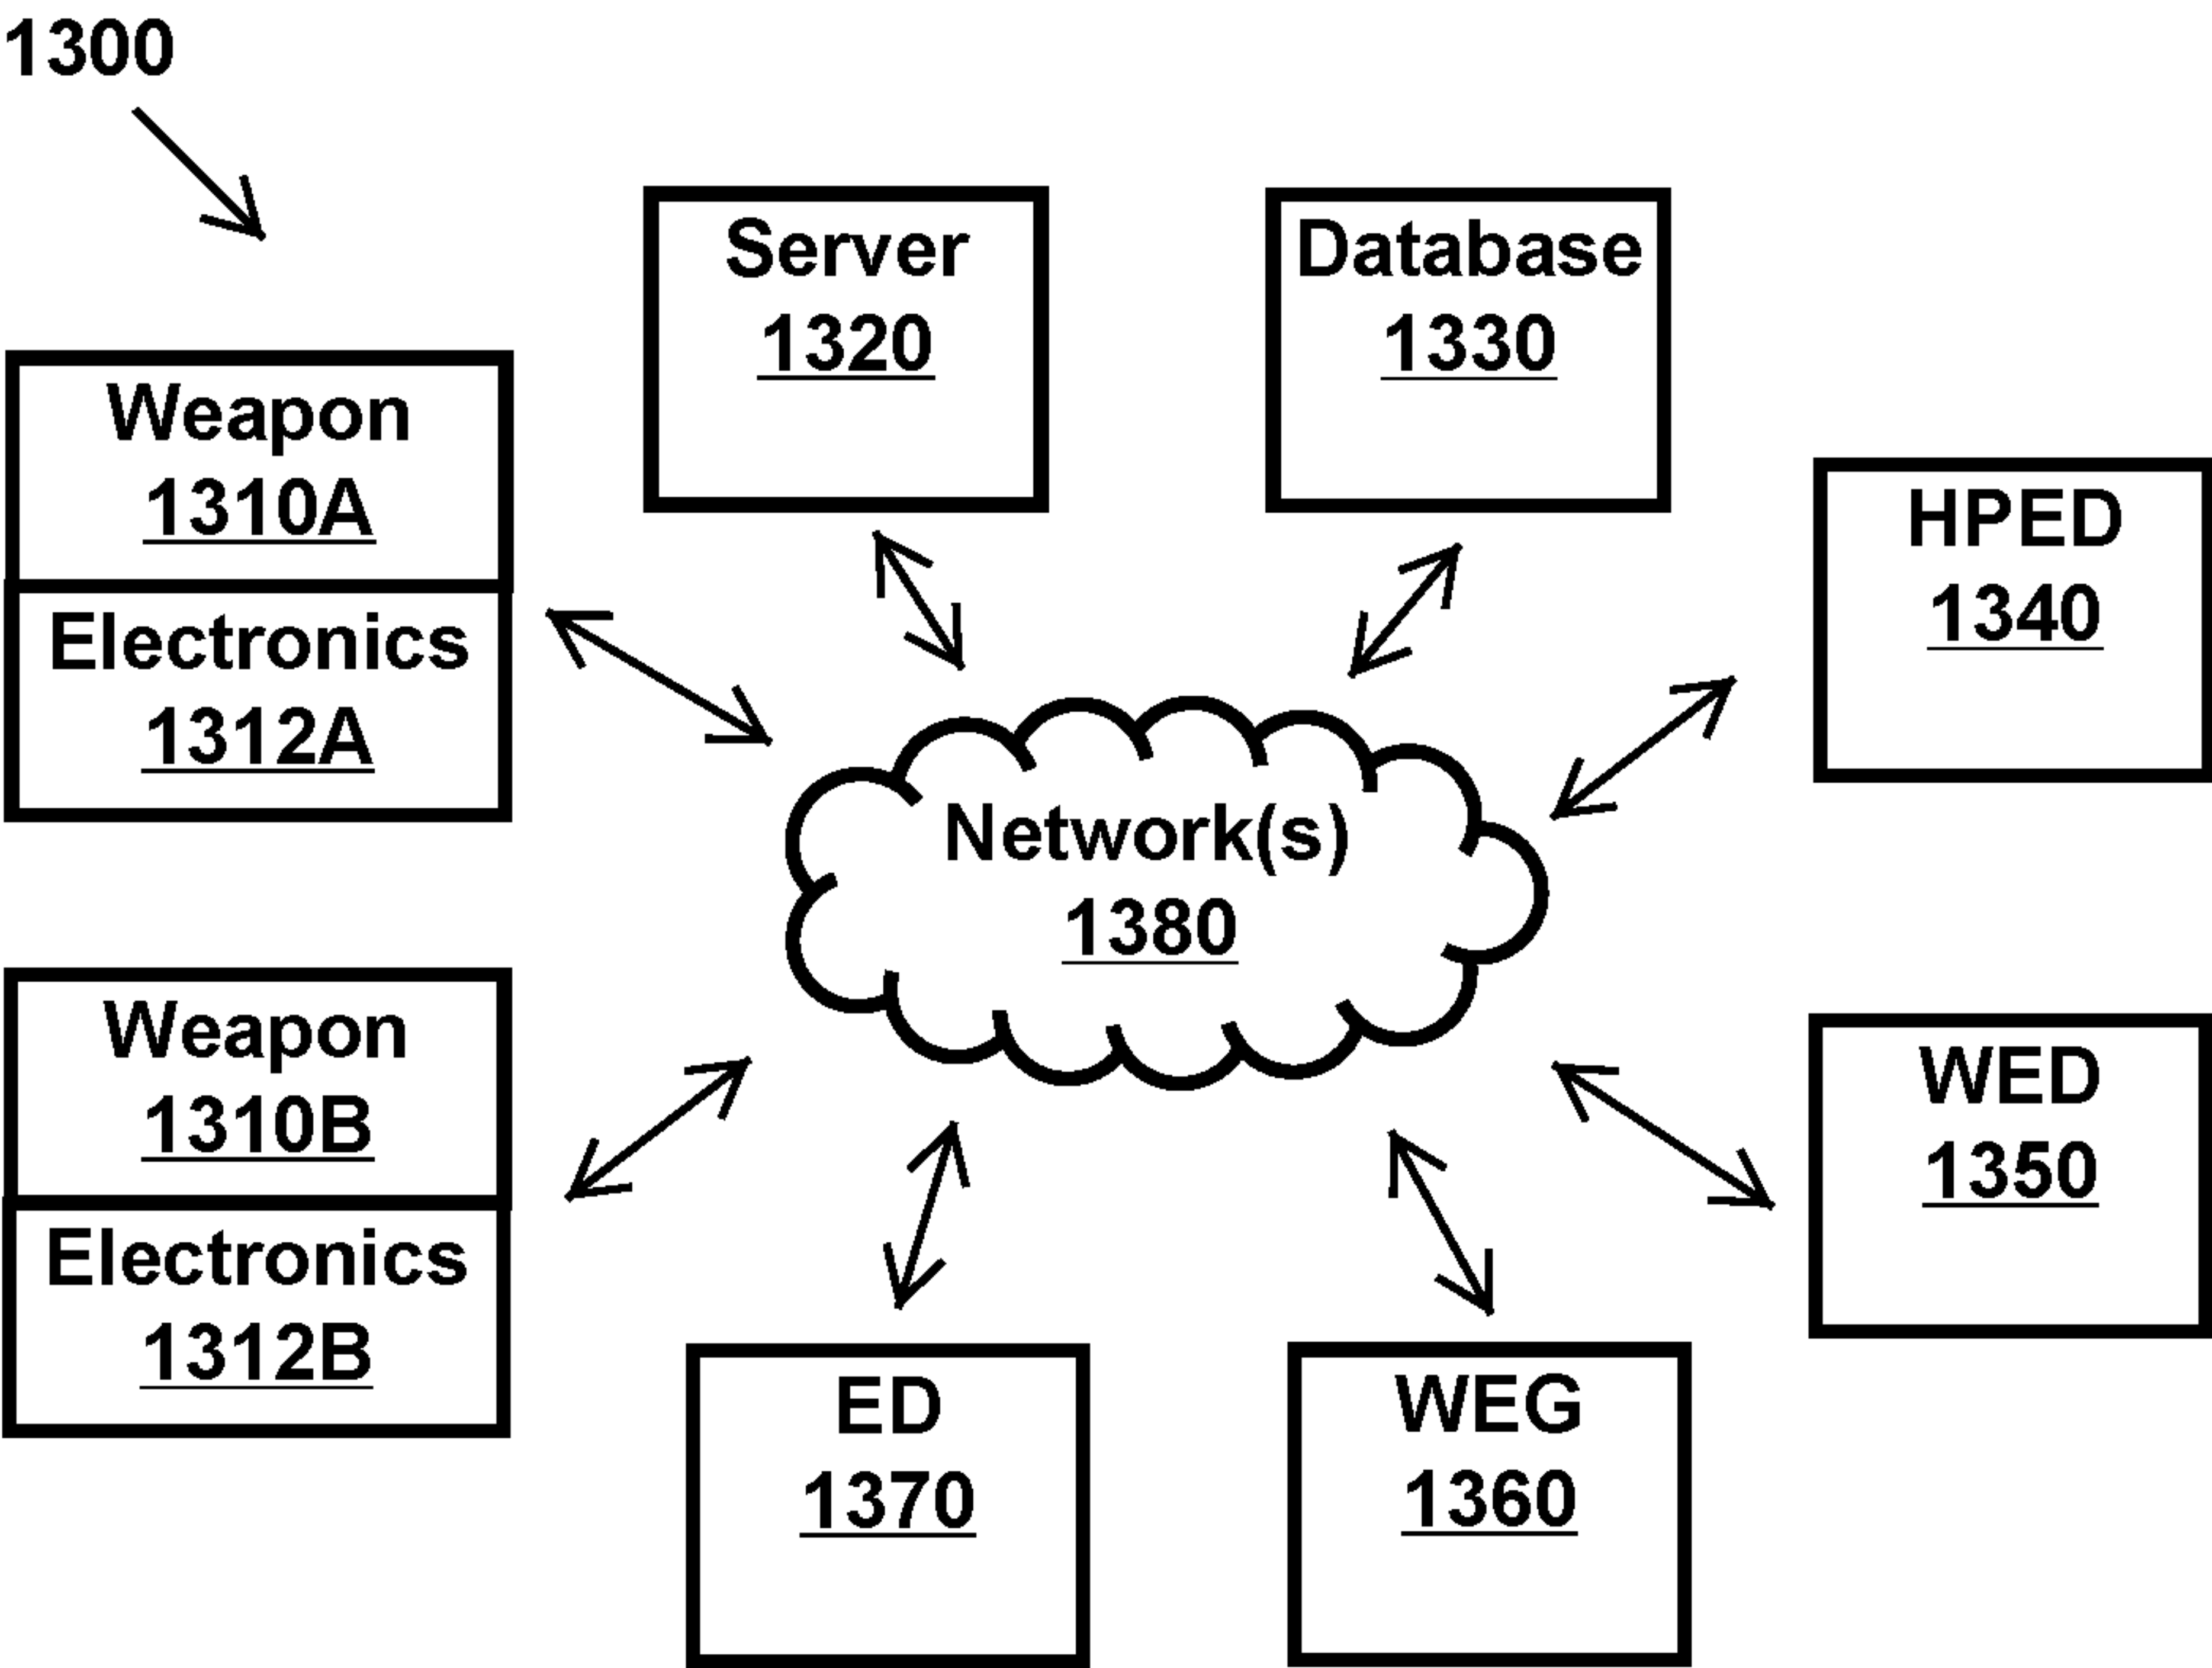 1300
Server
1320
Database
1330
Weapon
1310A
Electronics
1312A
HPED
1340
Network(s)
1380
Weapon
1310B
Electronics
1312B
WED
1350
ED
1370
WEG
1360